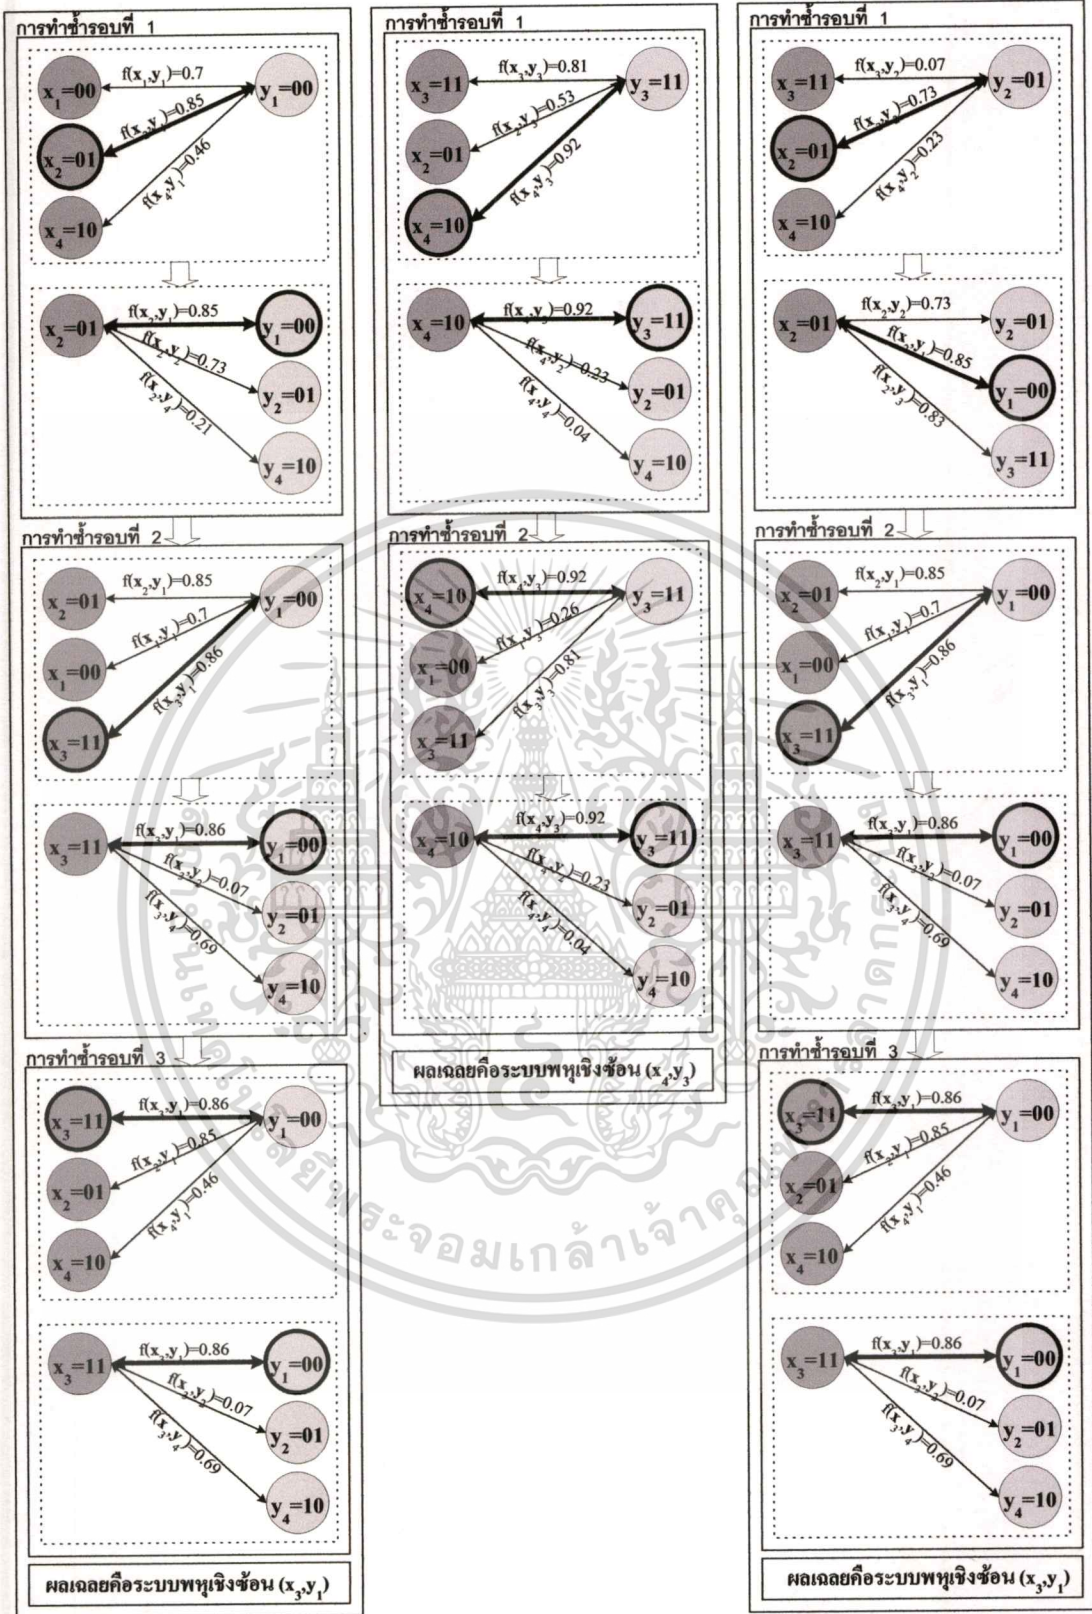 การทำซ้ำรอบที่ 1
x₁=00
f(x₁,y₁)=0.7
y₁=00
f(x₂,y₁)=0.85
x₂=01
f(x₄,y₁)=0.46
x₄=10
x₂=01
f(x₂,y₁)=0.85
y₁=00
f(x₂,y₂)=0.73
y₂=01
f(x₂,y₄)=0.21
y₄=10
การทำซ้ำรอบที่ 2
x₂=01
f(x₂,y₁)=0.85
y₁=00
f(x₁,y₁)=0.7
x₁=00
f(x₃,y₁)=0.86
x₃=11
x₃=11
f(x₃,y₁)=0.86
y₁=00
f(x₃,y₂)=0.07
y₂=01
f(x₃,y₄)=0.69
y₄=10
การทำซ้ำรอบที่ 3
x₃=11
f(x₃,y₁)=0.86
y₁=00
f(x₂,y₁)=0.85
x₂=01
f(x₄,y₁)=0.46
x₄=10
x₃=11
f(x₃,y₁)=0.86
y₁=00
f(x₃,y₂)=0.07
y₂=01
f(x₃,y₄)=0.69
y₄=10
ผลเฉลยคือระบบพหุเชิงซ้อน (x₃,y₁)
การทำซ้ำรอบที่ 1
x₃=11
f(x₃,y₃)=0.81
y₃=11
f(x₂,y₃)=0.53
x₂=01
f(x₄,y₃)=0.92
x₄=10
x₄=10
f(x₄,y₃)=0.92
y₃=11
f(x₄,y₂)=0.23
y₂=01
f(x₄,y₄)=0.04
y₄=10
การทำซ้ำรอบที่ 2
x₄=10
f(x₄,y₃)=0.92
y₃=11
f(x₁,y₃)=0.26
x₁=00
f(x₃,y₃)=0.81
x₃=11
x₄=10
f(x₄,y₃)=0.92
y₃=11
f(x₄,y₄)=0.23
y₂=01
f(x₄,y₄)=0.04
y₄=10
ผลเฉลยคือระบบพหุเชิงซ้อน (x₄,y₃)
การทำซ้ำรอบที่ 1
x₃=11
f(x₃,y₂)=0.07
y₂=01
f(x₂,y₂)=0.73
x₂=01
f(x₄,y₂)=0.23
x₄=10
x₂=01
f(x₂,y₂)=0.73
y₂=01
f(x₂,y₁)=0.85
y₁=00
f(x₂,y₃)=0.83
y₃=11
การทำซ้ำรอบที่ 2
x₂=01
f(x₂,y₁)=0.85
y₁=00
f(x₁,y₁)=0.7
x₁=00
f(x₃,y₁)=0.86
x₃=11
x₃=11
f(x₃,y₁)=0.86
y₁=00
f(x₃,y₂)=0.07
y₂=01
f(x₃,y₄)=0.69
y₄=10
การทำซ้ำรอบที่ 3
x₃=11
f(x₃,y₁)=0.86
y₁=00
f(x₂,y₁)=0.85
x₂=01
f(x₄,y₁)=0.46
x₄=10
x₃=11
f(x₃,y₁)=0.86
y₁=00
f(x₃,y₂)=0.07
y₂=01
f(x₃,y₄)=0.69
y₄=10
ผลเฉลยคือระบบพหุเชิงซ้อน (x₃,y₁)